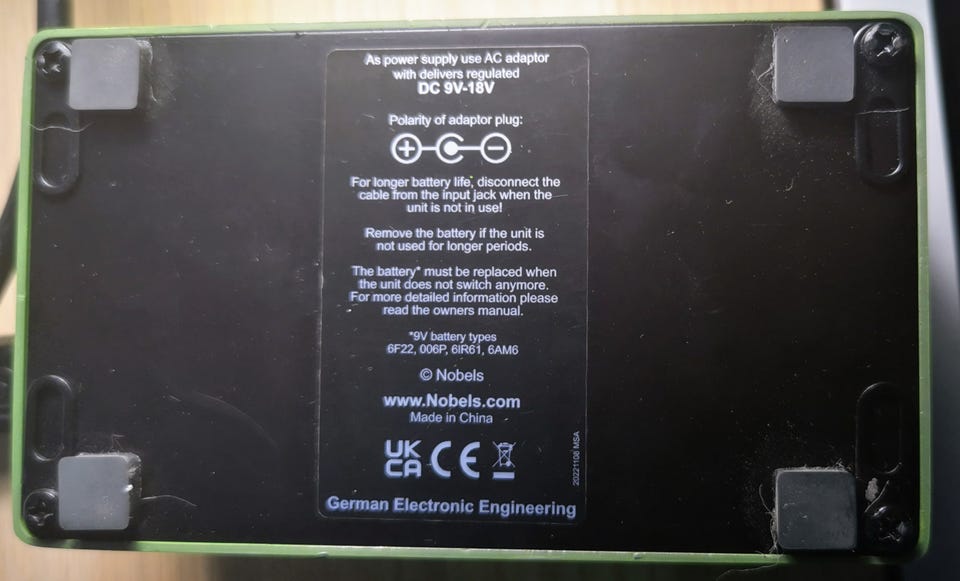 As power supply use AC adaptor
with delivers regulated
DC 9V-18V
Polarity of adaptor plug:
+ -
For longer battery life, disconnect the
cable from the input jack when the
unit is not in use!
Remove the battery if the unit is
not used for longer periods.
The battery* must be replaced when
the unit does not switch anymore.
For more detailed information please
read the owners manual.
*9V battery types
6F22, 006P, 6IR61, 6AM6
© Nobels
www.Nobels.com
Made in China
UK
CA CE
20221108 MSA
German Electronic Engineering